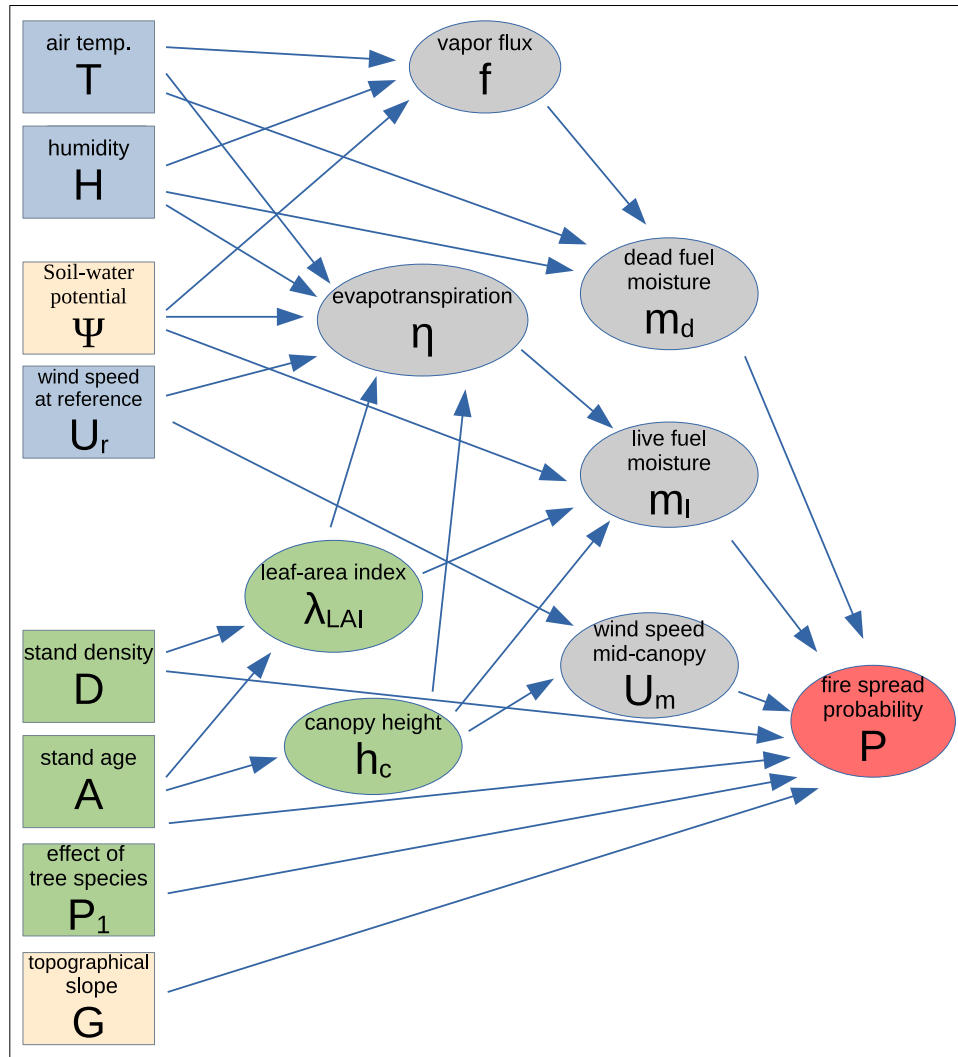 air temp.
T
humidity
H
Soil-water
potential
Ψ
wind speed
at reference
Uᵣ
stand density
D
stand age
A
effect of
tree species
P₁
topographical
slope
G
vapor flux
f
evapotranspiration
η
leaf-area index
λLAI
canopy height
h꜀
dead fuel
moisture
m_d
live fuel
moisture
mₗ
wind speed
mid-canopy
Uₘ
fire spread
probability
P